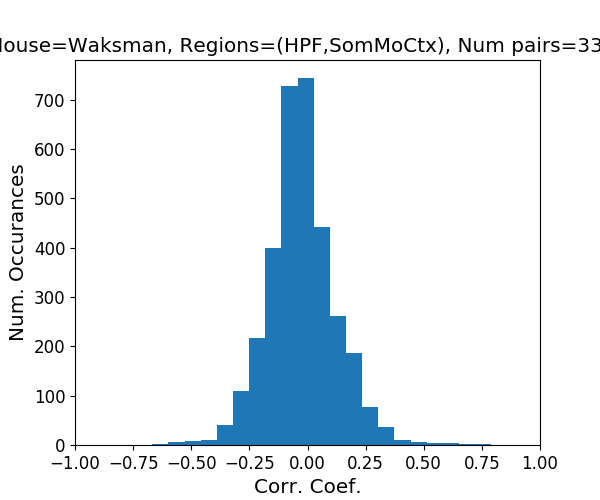 Mouse=Waksman, Regions=(HPF,SomMoCtx), Num pairs=33
Num. Occurances
700
600
500
400
300
200
100
0
−1.00 −0.75 −0.50 −0.25 0.00 0.25 0.50 0.75 1.00
Corr. Coef.